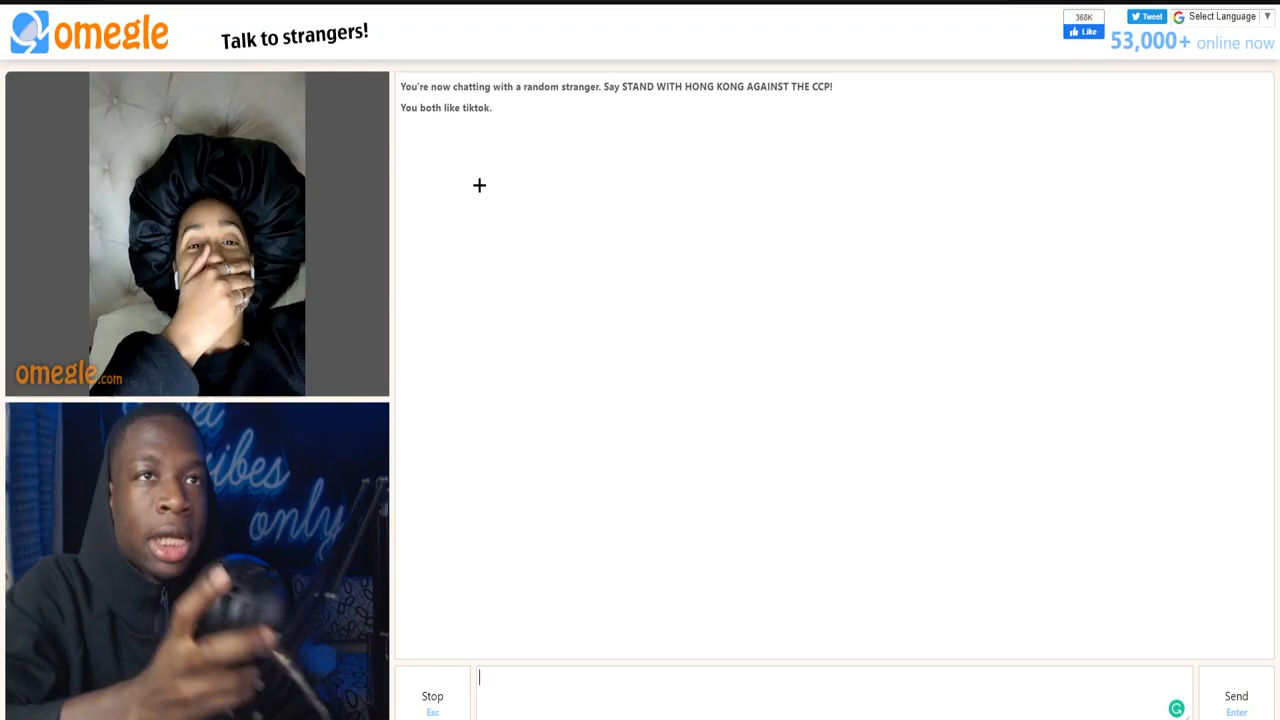 omegle
Talk to strangers!
368K
Like
Tweet
Select Language
53,000+ online now
You're now chatting with a random stranger. Say STAND WITH HONG KONG AGAINST THE CCP!
You both like tiktok.
omegle.com
vibes
only
Stop
Esc
Send
Enter